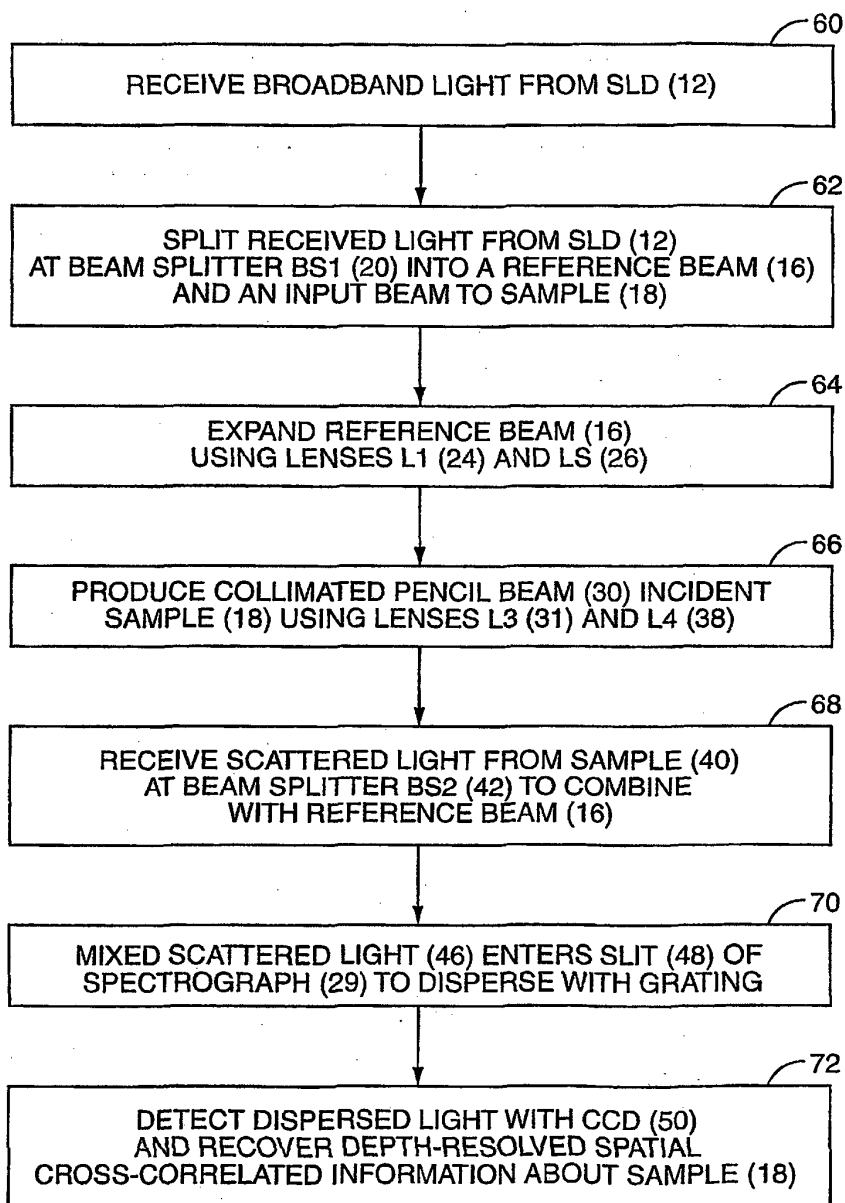 60
RECEIVE BROADBAND LIGHT FROM SLD (12)
62
SPLIT RECEIVED LIGHT FROM SLD (12)
AT BEAM SPLITTER BS1 (20) INTO A REFERENCE BEAM (16)
AND AN INPUT BEAM TO SAMPLE (18)
64
EXPAND REFERENCE BEAM (16)
USING LENSES L1 (24) AND LS (26)
66
PRODUCE COLLIMATED PENCIL BEAM (30) INCIDENT
SAMPLE (18) USING LENSES L3 (31) AND L4 (38)
68
RECEIVE SCATTERED LIGHT FROM SAMPLE (40)
AT BEAM SPLITTER BS2 (42) TO COMBINE
WITH REFERENCE BEAM (16)
70
MIXED SCATTERED LIGHT (46) ENTERS SLIT (48) OF
SPECTROGRAPH (29) TO DISPERSE WITH GRATING
72
DETECT DISPERSED LIGHT WITH CCD (50)
AND RECOVER DEPTH-RESOLVED SPATIAL
CROSS-CORRELATED INFORMATION ABOUT SAMPLE (18)